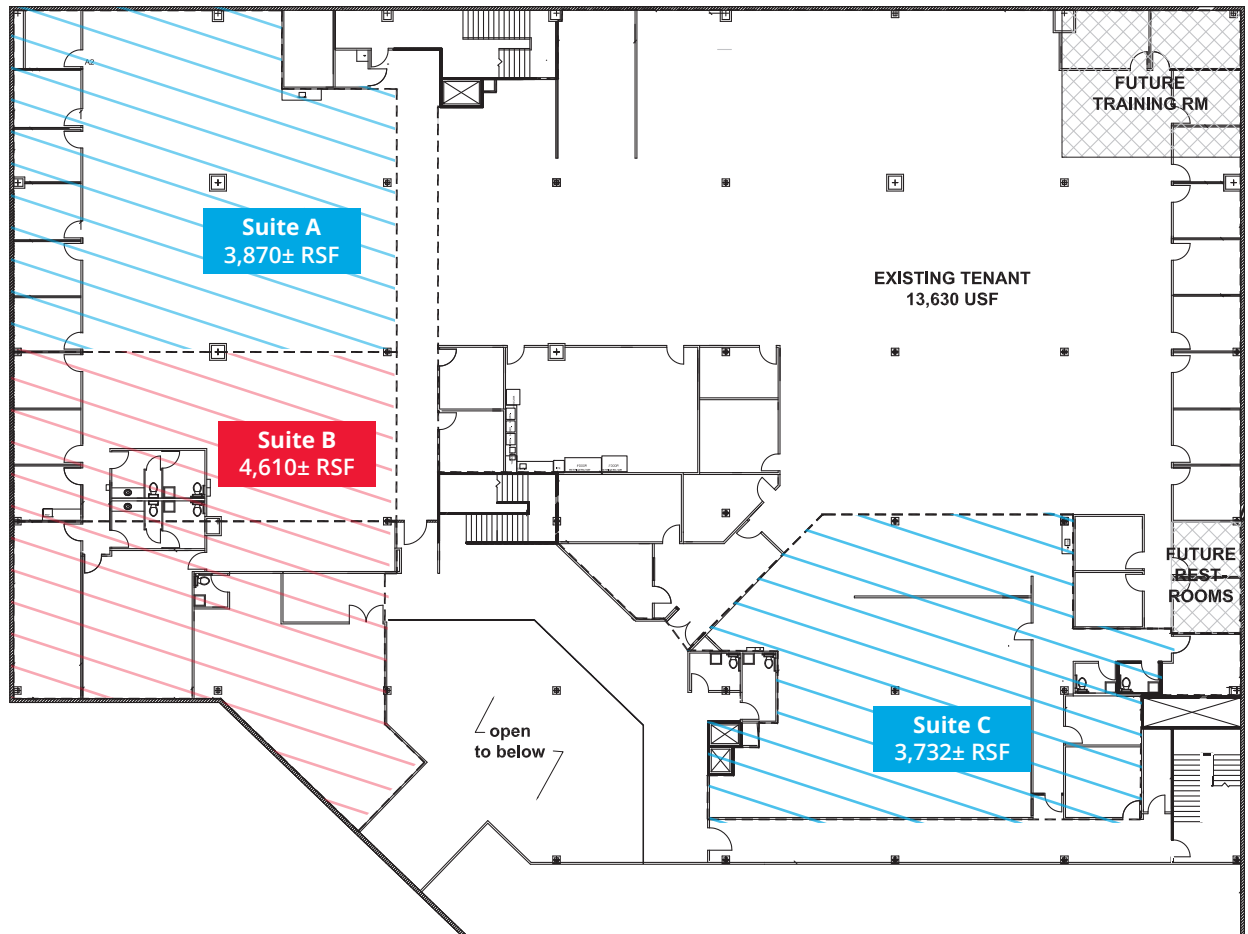 A2
FUTURE
TRAINING RM
Suite A
3,870± RSF
EXISTING TENANT
13,630 USF
Suite B
4,610± RSF
FUTURE
REST
ROOMS
Suite C
3,732± RSF
open
to below